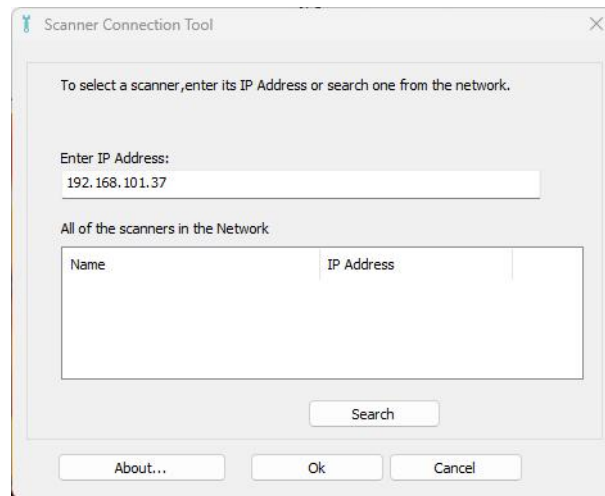 Scanner Connection Tool
To select a scanner,enter its IP Address or search one from the network.
Enter IP Address:
192.168.101.37
All of the scanners in the Network
Name IP Address
Search
About... Ok Cancel